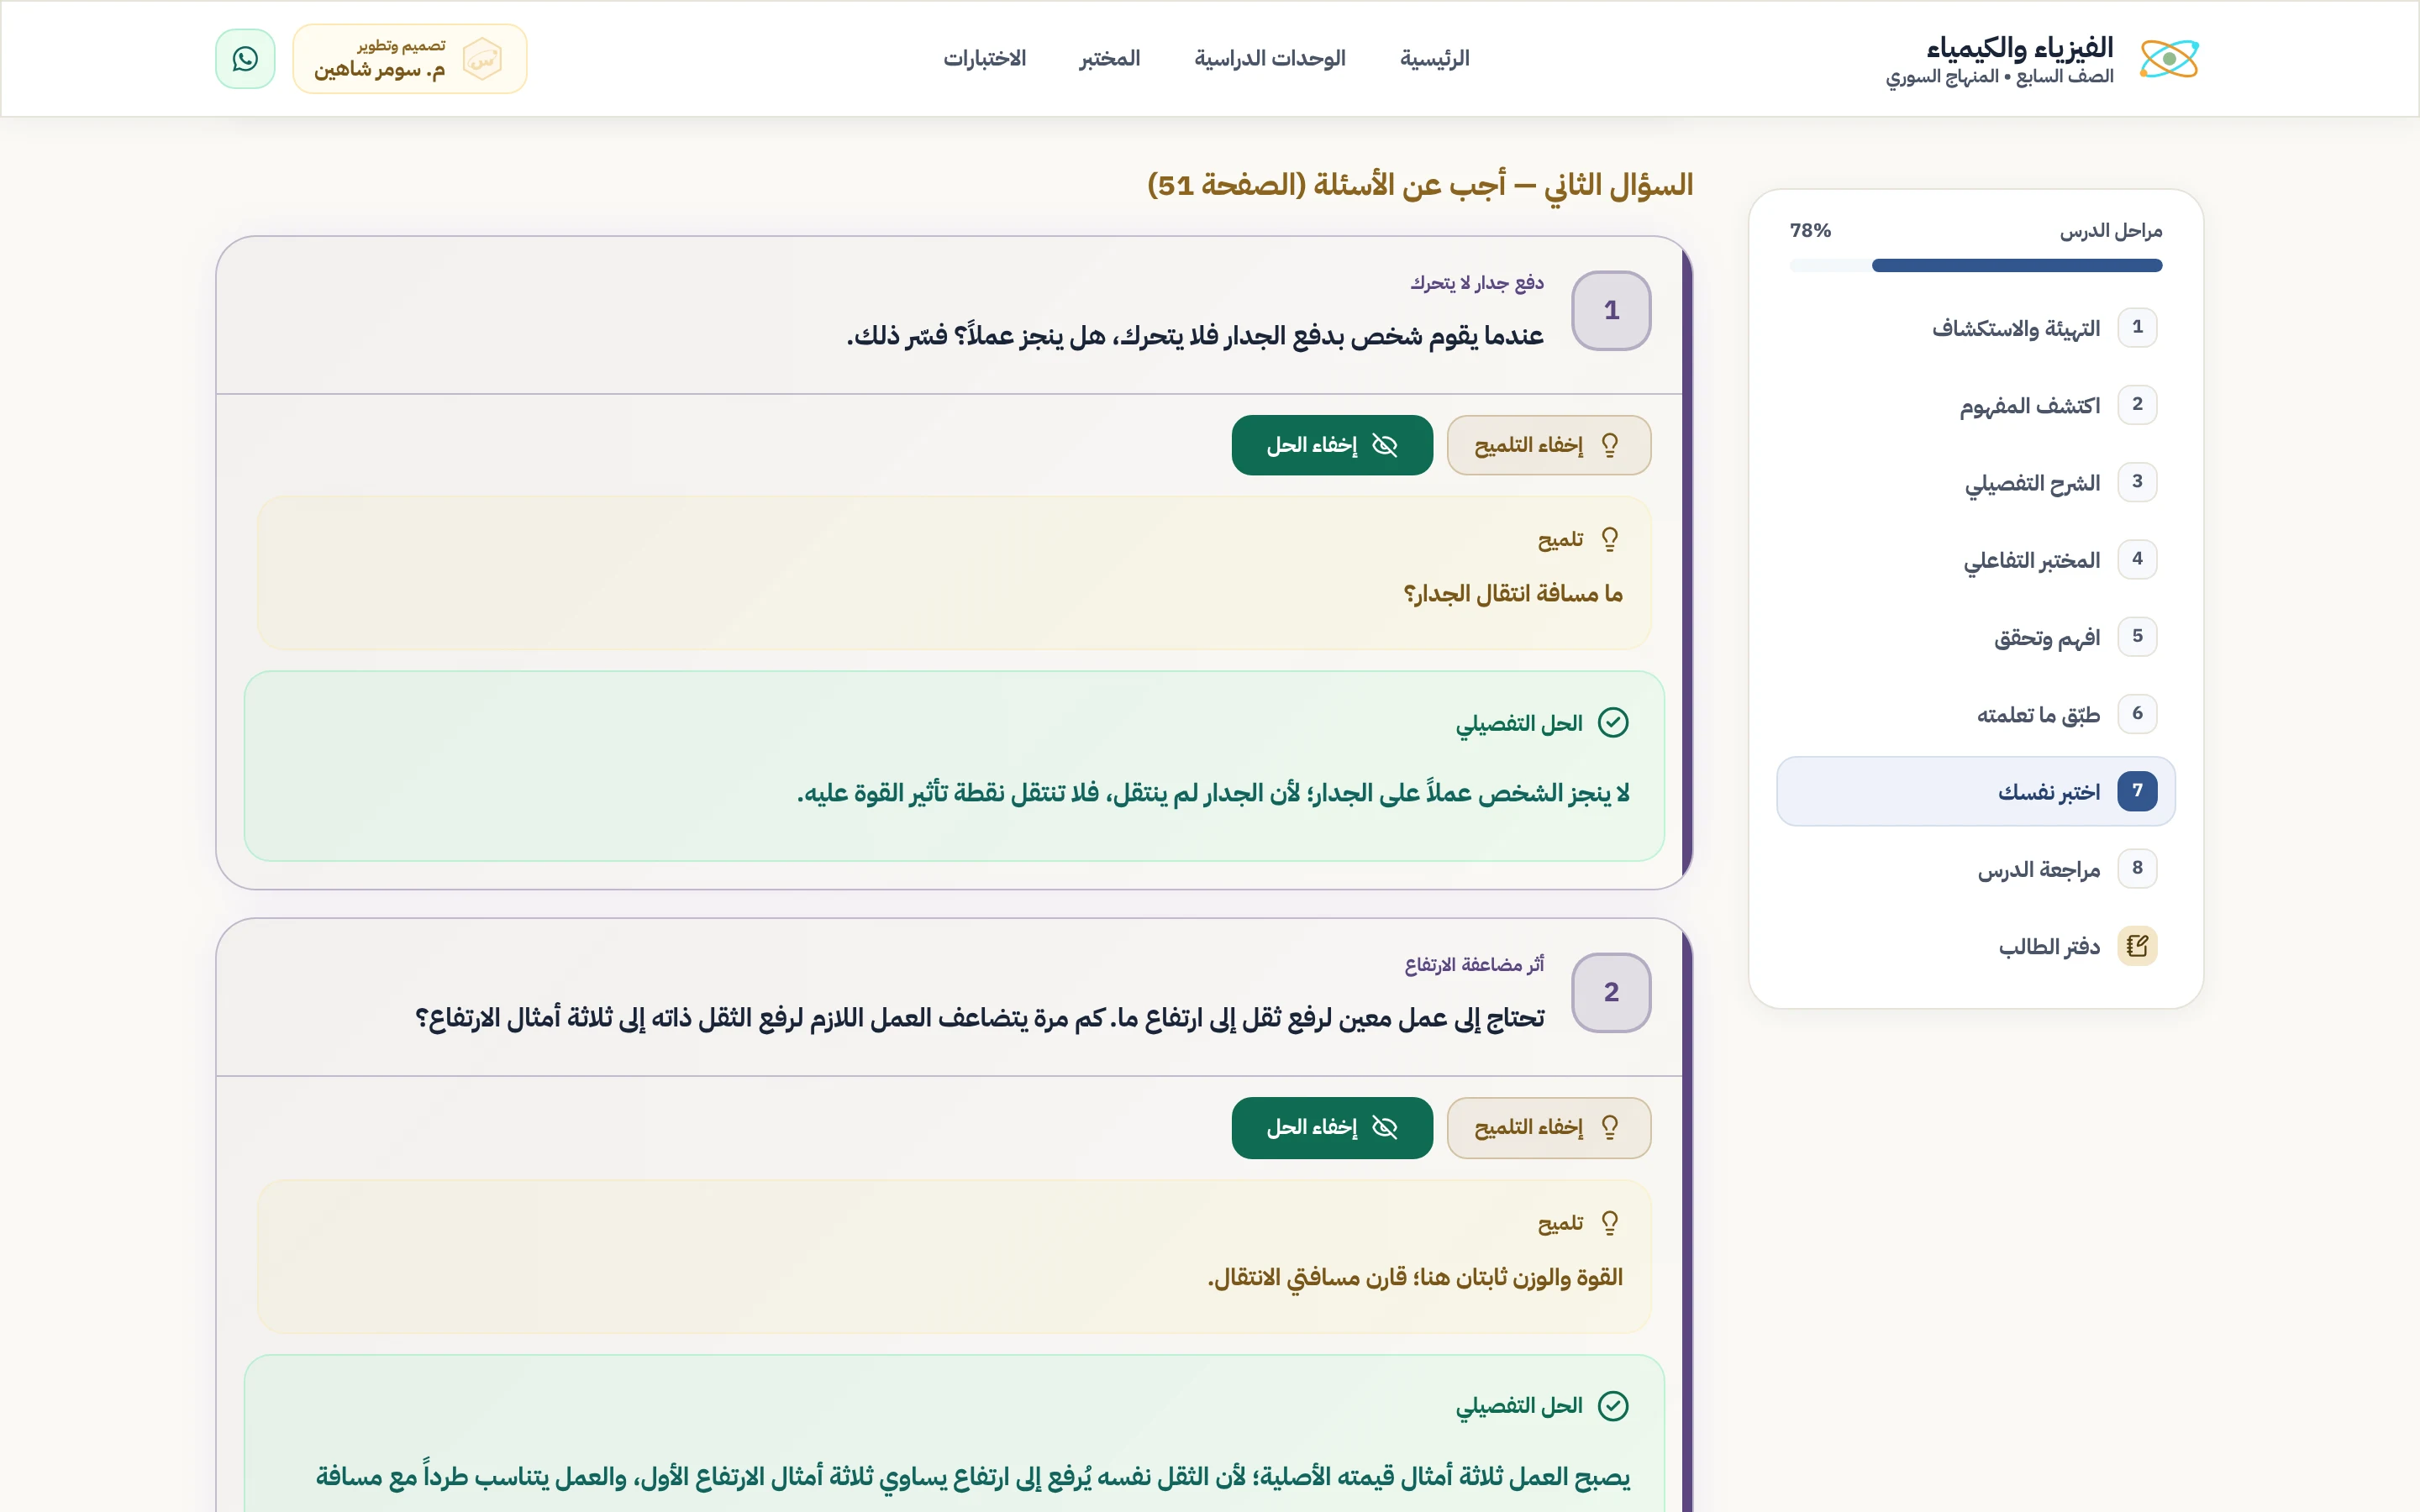 الفيزياء والكيمياء
الصف السابع • المنهاج السوري
الرئيسية
الوحدات الدراسية
المختبر
الاختبارات
س
تصميم وتطوير
م. سومر شاهين
مراحل الدرس
78%
1 التهيئة والاستكشاف
2 اكتشف المفهوم
3 الشرح التفصيلي
4 المختبر التفاعلي
5 افهم وتحقق
6 طبّق ما تعلمته
7 اختبر نفسك
8 مراجعة الدرس
دفتر الطالب
السؤال الثاني — أجب عن الأسئلة (الصفحة 51)
1
دفع جدار لا يتحرك
عندما يقوم شخص بدفع الجدار فلا يتحرك، هل ينجز عملاً؟ فسّر ذلك.
إخفاء التلميح
إخفاء الحل
تلميح
ما مسافة انتقال الجدار؟
الحل التفصيلي
لا ينجز الشخص عملاً على الجدار؛ لأن الجدار لم ينتقل، فلا تنتقل نقطة تأثير القوة عليه.
2
أثر مضاعفة الارتفاع
تحتاج إلى عمل معين لرفع ثقل إلى ارتفاع ما. كم مرة يتضاعف العمل اللازم لرفع الثقل ذاته إلى ثلاثة أمثال الارتفاع؟
إخفاء التلميح
إخفاء الحل
تلميح
القوة والوزن ثابتان هنا؛ قارن مسافتي الانتقال.
الحل التفصيلي
يصبح العمل ثلاثة أمثال قيمته الأصلية؛ لأن الثقل نفسه يُرفع إلى ارتفاع يساوي ثلاثة أمثال الارتفاع الأول، والعمل يتناسب طرداً مع مسافة